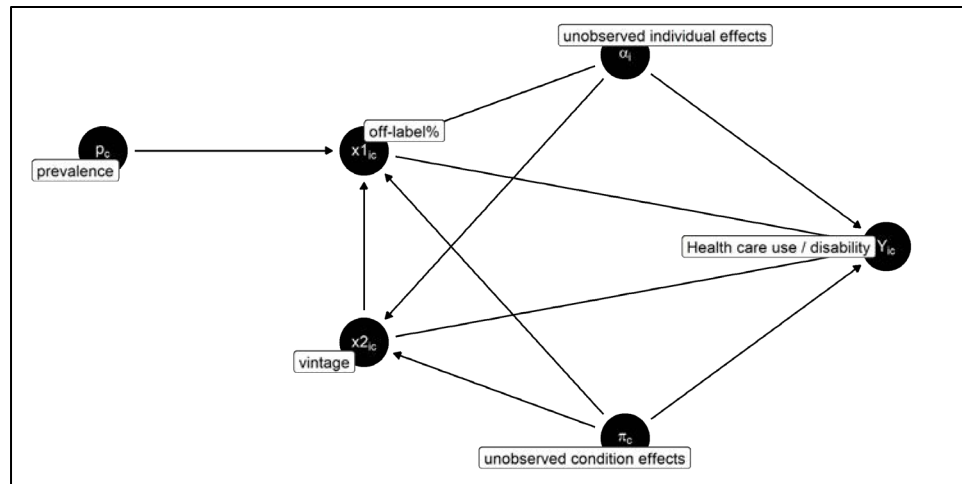 unobserved individual effects
αi
off-label%
pc
x1ic
prevalence
Health care use / disability
Yic
x2ic
vintage
πc
unobserved condition effects